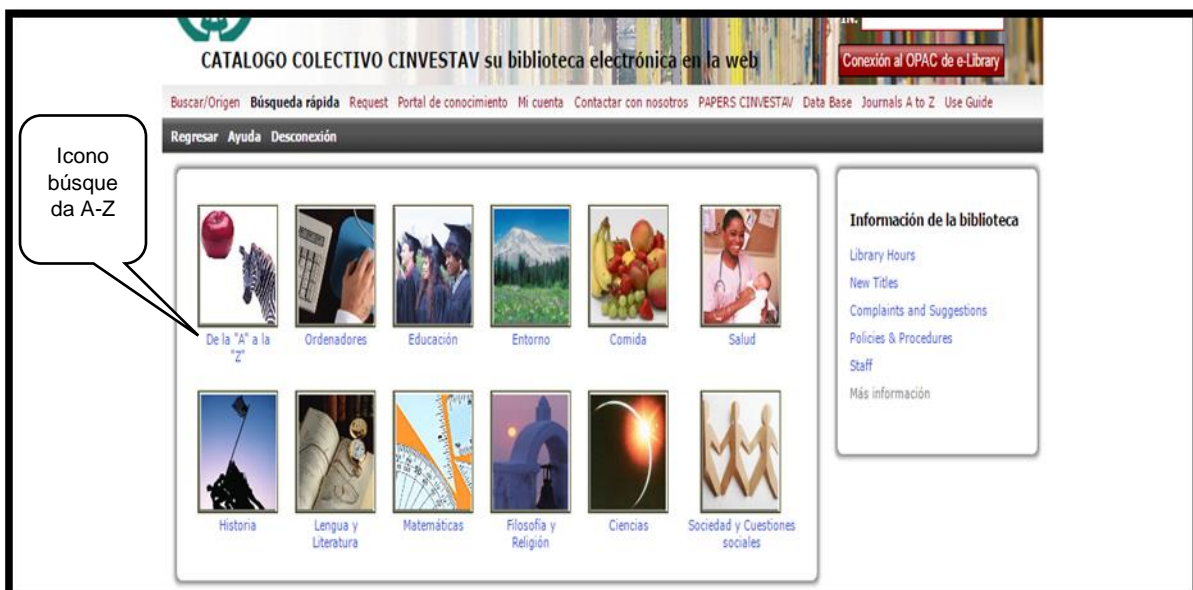 IN:
CATALOGO COLECTIVO CINVESTAV su biblioteca electrónica en la web
Conexión al OPAC de e-Library
Buscar/Origen Búsqueda rápida Request Portal de conocimiento Mi cuenta Contactar con nosotros PAPERS CINVESTAV Data Base Journals A to Z Use Guide
Regresar Ayuda Desconexión
Icono
búsque
da A-Z
De la "A" a la
"Z"
Ordenadores
Educación
Entorno
Comida
Salud
Historia
Lengua y
Literatura
Matemáticas
Filosofía y
Religión
Ciencias
Sociedad y Cuestiones
sociales
Información de la biblioteca
Library Hours
New Titles
Complaints and Suggestions
Policies & Procedures
Staff
Más información